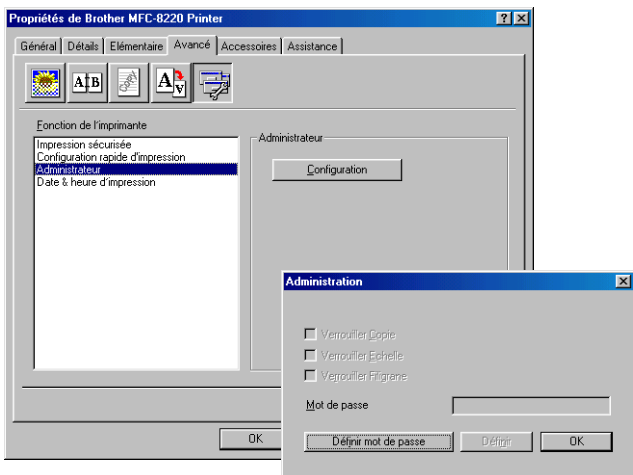 Propriétés de Brother MFC-8220 Printer
Général Détails Elémentaire Avancé Accessoires Assistance
Fonction de l'imprimante
Impression sécurisée
Configuration rapide d'impression
Administrateur
Date & heure d'impression
Administrateur
Configuration
OK
Administration
Verrouiller Copie
Verrouiller Echelle
Verrouiller Filigrane
Mot de passe
Définir mot de passe Définir OK